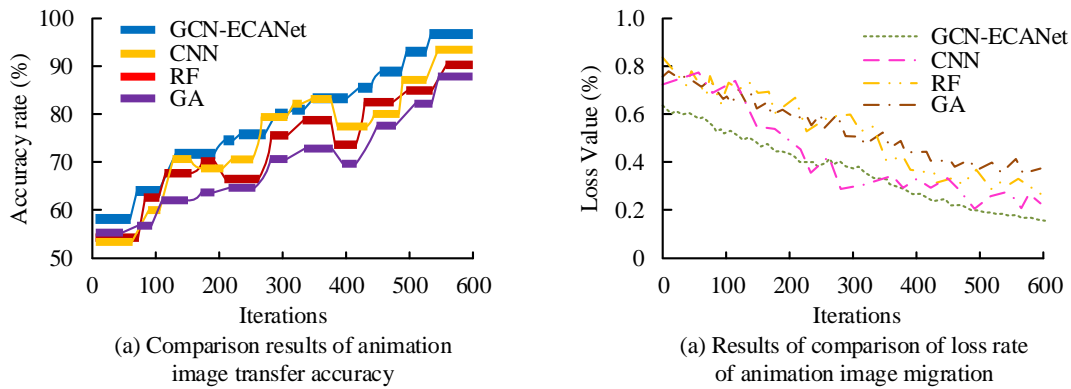 100
90
80
70
60
50
Accuracy rate (%)
GCN-ECANet
CNN
RF
GA
0 100 200 300 400 500 600
Iterations
(a) Comparison results of animation
image transfer accuracy
1.0
0.8
0.6
0.4
0.2
0
Loss Value (%)
GCN-ECANet
CNN
RF
GA
0 100 200 300 400 500 600
Iterations
(a) Results of comparison of loss rate
of animation image migration